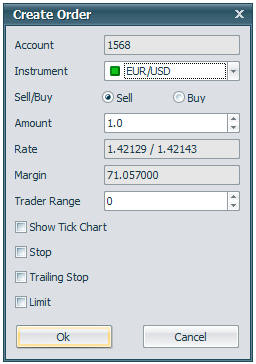 Create Order
Account 1568
Instrument EUR/USD
Sell/Buy Sell Buy
Amount 1.0
Rate 1.42129 / 1.42143
Margin 71.057000
Trader Range 0
Show Tick Chart
Stop
Trailing Stop
Limit
Ok Cancel